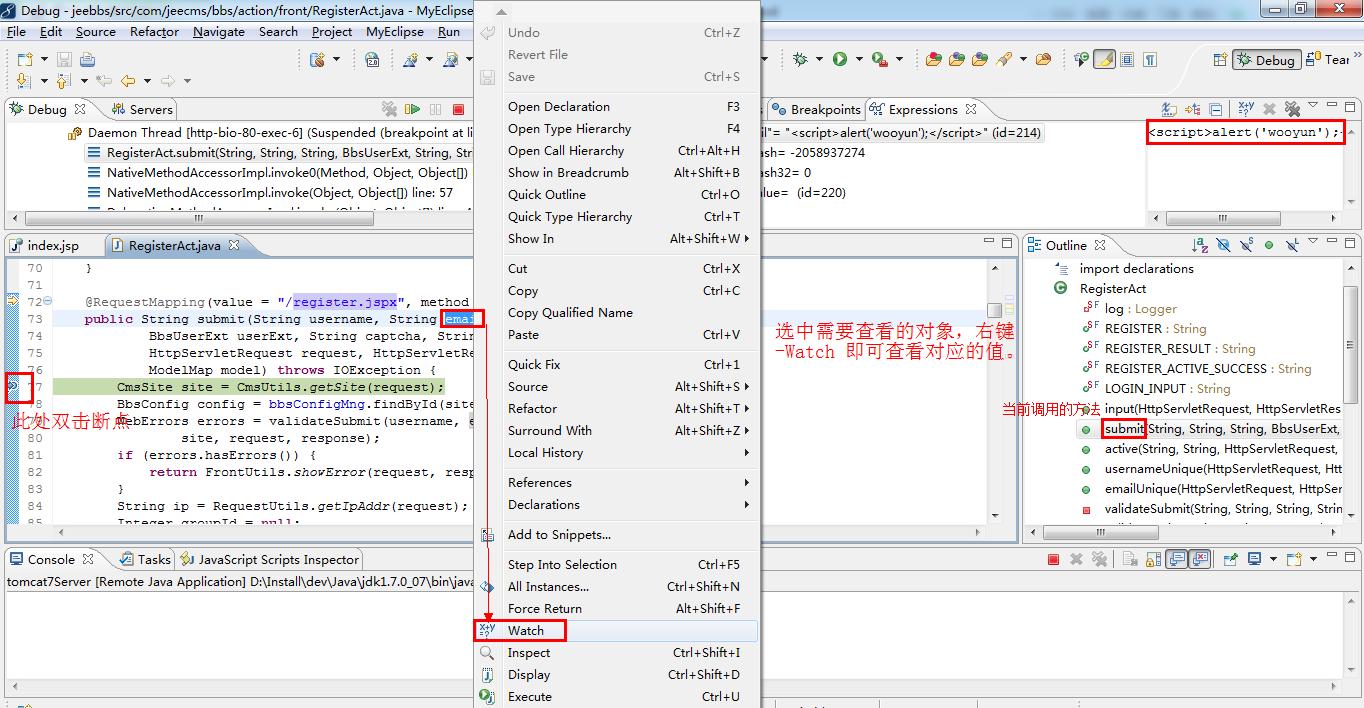 Debug - jeebbs/src/com/jeecms/bbs/action/front/RegisterAct.java - MyEclipse
File Edit Source Refactor Navigate Search Project MyEclipse Run
Debug Tear
Debug Servers
Daemon Thread [http-bio-80-exec-6] (Suspended (breakpoint at li
RegisterAct.submit(String, String, String, BbsUserExt, String, Str
NativeMethodAccessorImpl.invoke0(Method, Object, Object[])
NativeMethodAccessorImpl.invoke(Object, Object[]) line: 57
Breakpoints Expressions
il"= "<script>alert('wooyun');</script>" (id=214)
ash= -2058937274
ash32= 0
alue= (id=220)
<script>alert('wooyun');
index.jsp RegisterAct.java
70 }
71
72 @RequestMapping(value = "/register.jspx", method
73 public String submit(String username, String emai
74 BbsUserExt userExt, String captcha, Strin
75 HttpServletRequest request, HttpServletRe
76 ModelMap model) throws IOException {
77 CmsSite site = CmsUtils.getSite(request);
78 BbsConfig config = bbsConfigMng.findById(site
79 WebErrors errors = validateSubmit(username, e
80 site, request, response);
81 if (errors.hasErrors()) {
82 return FrontUtils.showError(request, resp
83 }
84 String ip = RequestUtils.getIpAddr(request);
85 Integer groupId = null;
此处双击断点
Undo Ctrl+Z
Revert File
Save Ctrl+S
Open Declaration F3
Open Type Hierarchy F4
Open Call Hierarchy Ctrl+Alt+H
Show in Breadcrumb Alt+Shift+B
Quick Outline Ctrl+O
Quick Type Hierarchy Ctrl+T
Show In Alt+Shift+W
Cut Ctrl+X
Copy Ctrl+C
Copy Qualified Name
Paste Ctrl+V
Quick Fix Ctrl+1
Source Alt+Shift+S
Refactor Alt+Shift+T
Surround With Alt+Shift+Z
Local History
References
Declarations
Add to Snippets...
Step Into Selection Ctrl+F5
All Instances... Ctrl+Shift+N
Force Return Alt+Shift+F
Watch
Inspect Ctrl+Shift+I
Display Ctrl+Shift+D
Execute Ctrl+U
选中需要查看的对象，右键
-Watch 即可查看对应的值。
Outline
import declarations
RegisterAct
log : Logger
REGISTER : String
REGISTER_RESULT : String
REGISTER_ACTIVE_SUCCESS : String
LOGIN_INPUT : String
当前调用的方法
input(HttpServletRequest, HttpServletRes
submit(String, String, String, BbsUserExt,
active(String, String, HttpServletRequest,
usernameUnique(HttpServletRequest, Htt
emailUnique(HttpServletRequest, HttpSer
validateSubmit(String, String, String, Strin
Console Tasks JavaScript Scripts Inspector
tomcat7Server [Remote Java Application] D:\Install\dev\Java\jdk1.7.0_07\bin\java